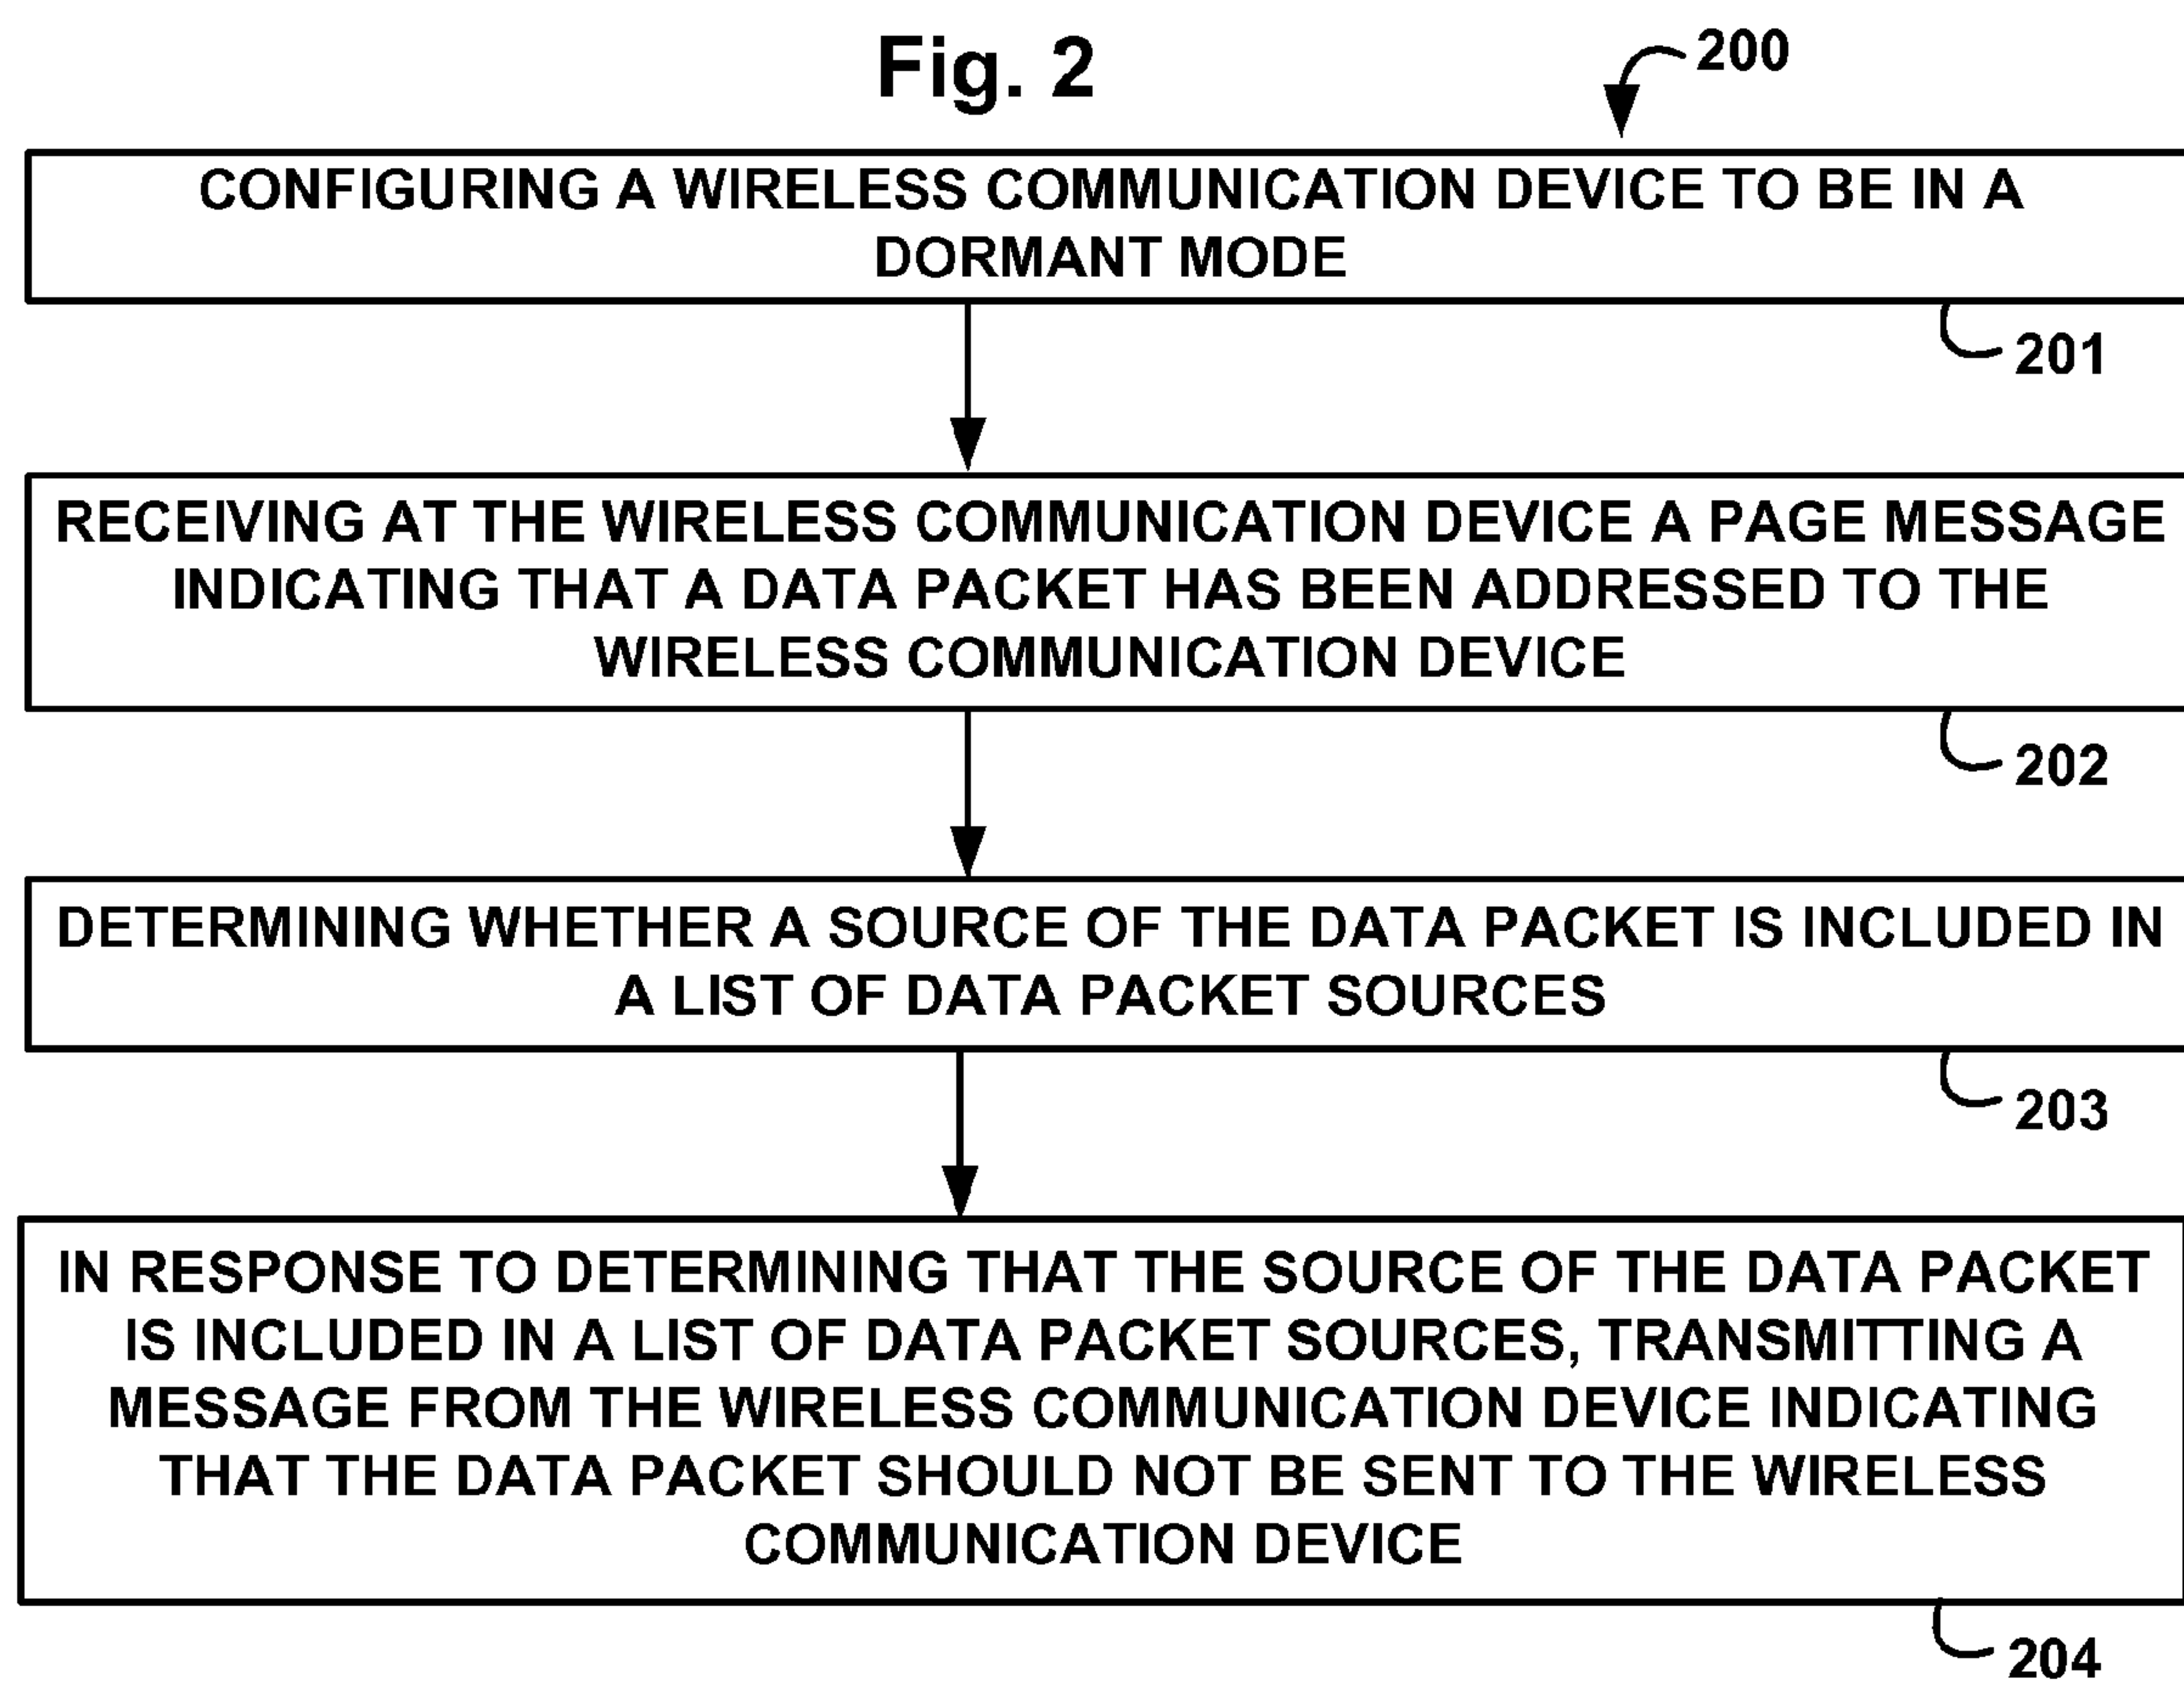 Fig. 2
200
CONFIGURING A WIRELESS COMMUNICATION DEVICE TO BE IN A
DORMANT MODE
201
RECEIVING AT THE WIRELESS COMMUNICATION DEVICE A PAGE MESSAGE
INDICATING THAT A DATA PACKET HAS BEEN ADDRESSED TO THE
WIRELESS COMMUNICATION DEVICE
202
DETERMINING WHETHER A SOURCE OF THE DATA PACKET IS INCLUDED IN
A LIST OF DATA PACKET SOURCES
203
IN RESPONSE TO DETERMINING THAT THE SOURCE OF THE DATA PACKET
IS INCLUDED IN A LIST OF DATA PACKET SOURCES, TRANSMITTING A
MESSAGE FROM THE WIRELESS COMMUNICATION DEVICE INDICATING
THAT THE DATA PACKET SHOULD NOT BE SENT TO THE WIRELESS
COMMUNICATION DEVICE
204